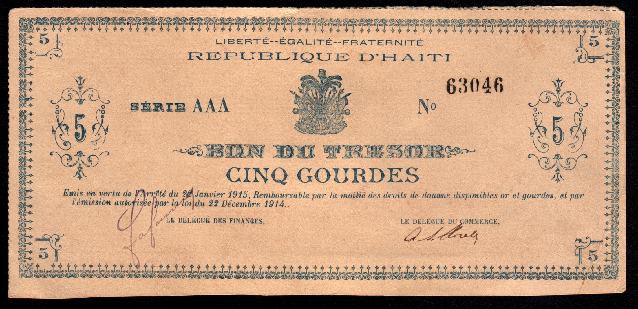 5 5
LIBERTÉ--ÉGALITÉ--FRATERNITÉ
REPUBLIQUE D'HAITI
SÉRIE AAA No 63046
5 5
BON DU TRESOR
CINQ GOURDES
Emis en vertu de l'arrêté du 22 Janvier 1915, Remboursable par la moitié des droits de douane disponibles or et gourdes, et par
l'émission autorisée par la loi du 22 Décembre 1914..
LE DELEGUE DES FINANCES, LE DELEGUE DU COMMERCE,
5 5